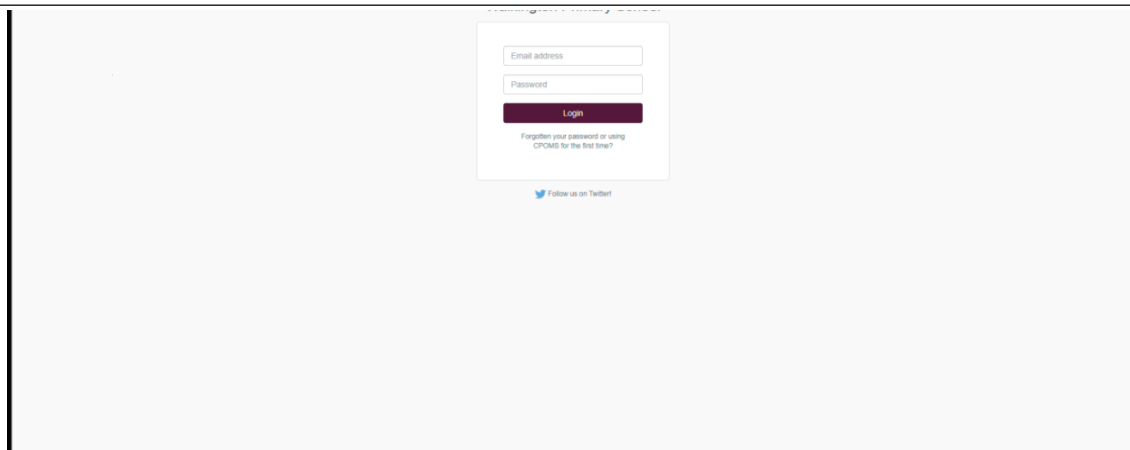 Email address
Password
Login
Forgotten your password or using
CPOMS for the first time?
Follow us on Twitter!